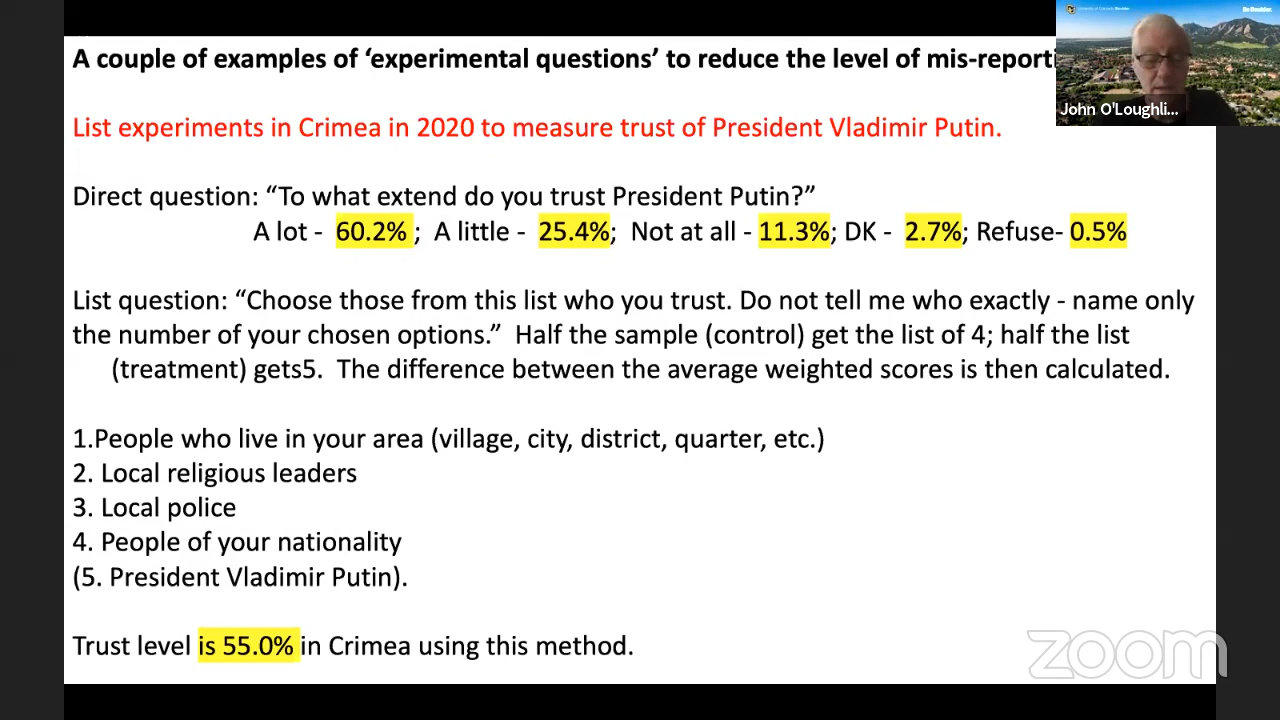 A couple of examples of ‘experimental questions’ to reduce the level of mis-reporti
John O'Loughli...
List experiments in Crimea in 2020 to measure trust of President Vladimir Putin.
Direct question: “To what extend do you trust President Putin?”
A lot - 60.2% ; A little - 25.4%; Not at all - 11.3%; DK - 2.7%; Refuse- 0.5%
List question: “Choose those from this list who you trust. Do not tell me who exactly - name only
the number of your chosen options.” Half the sample (control) get the list of 4; half the list
(treatment) gets5. The difference between the average weighted scores is then calculated.
1.People who live in your area (village, city, district, quarter, etc.)
2. Local religious leaders
3. Local police
4. People of your nationality
(5. President Vladimir Putin).
Trust level is 55.0% in Crimea using this method.
zoom